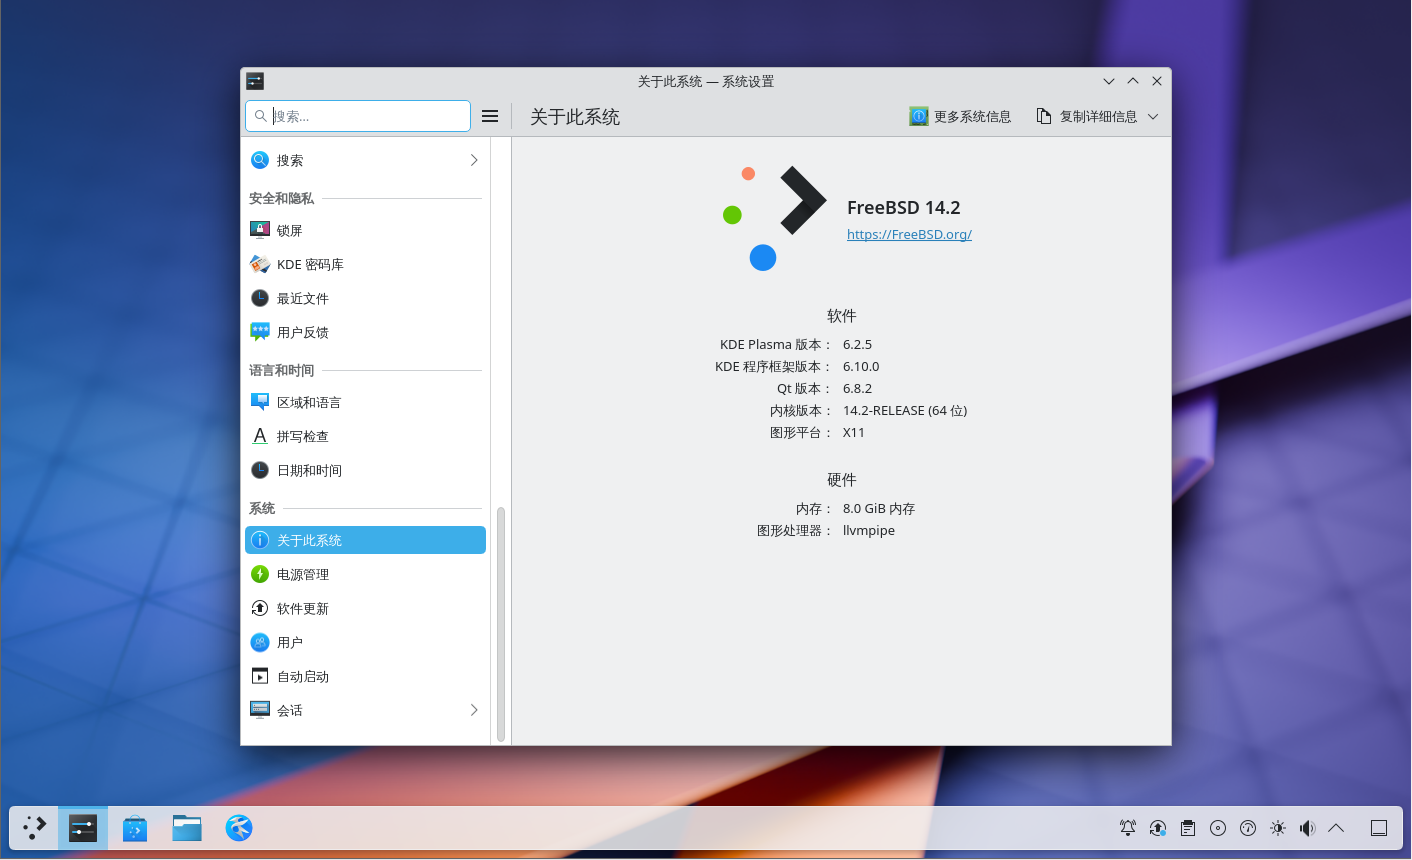 关于此系统 — 系统设置
搜索...
关于此系统
更多系统信息
复制详细信息
搜索
安全和隐私
锁屏
KDE 密码库
最近文件
用户反馈
语言和时间
区域和语言
拼写检查
日期和时间
系统
关于此系统
电源管理
软件更新
用户
自动启动
会话
FreeBSD 14.2
https://FreeBSD.org/
软件
KDE Plasma 版本： 6.2.5
KDE 程序框架版本： 6.10.0
Qt 版本： 6.8.2
内核版本： 14.2-RELEASE (64 位)
图形平台： X11
硬件
内存： 8.0 GiB 内存
图形处理器： llvmpipe